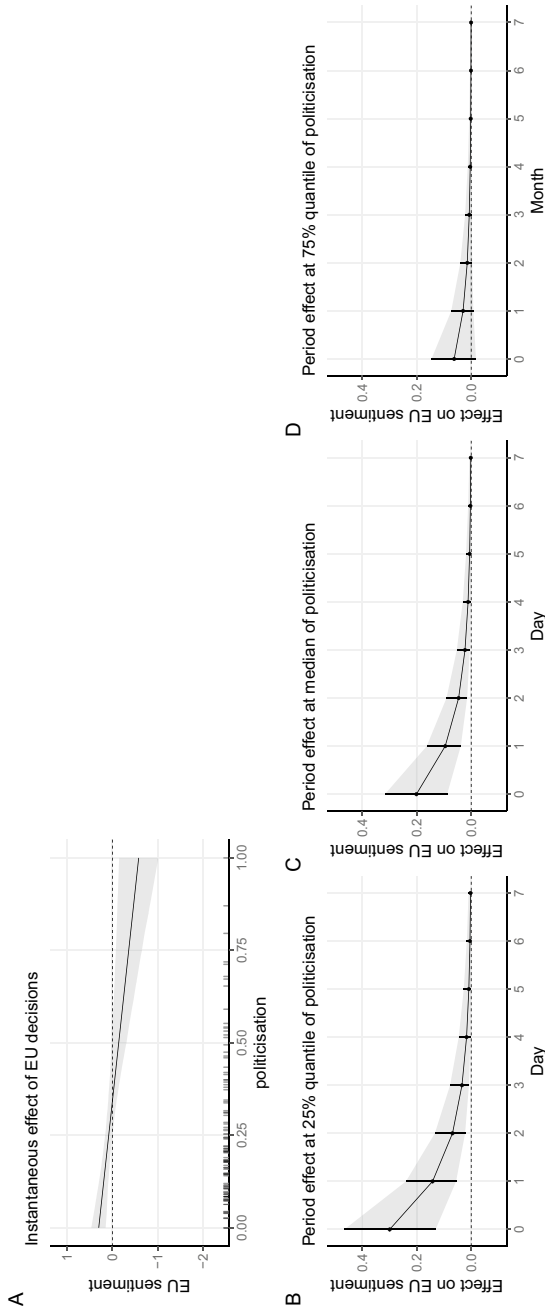 A
Instantaneous effect of EU decisions
EU sentiment
1
0
−1
−2
0.00
0.25
0.50
0.75
1.00
politicisation
B
Period effect at 25% quantile of politicisation
Effect on EU sentiment
0.4
0.2
0.0
0
1
2
3
4
5
6
7
Day
C
Period effect at median of politicisation
Effect on EU sentiment
0.4
0.2
0.0
0
1
2
3
4
5
6
7
Day
D
Period effect at 75% quantile of politicisation
Effect on EU sentiment
0.4
0.2
0.0
0
1
2
3
4
5
6
7
Month